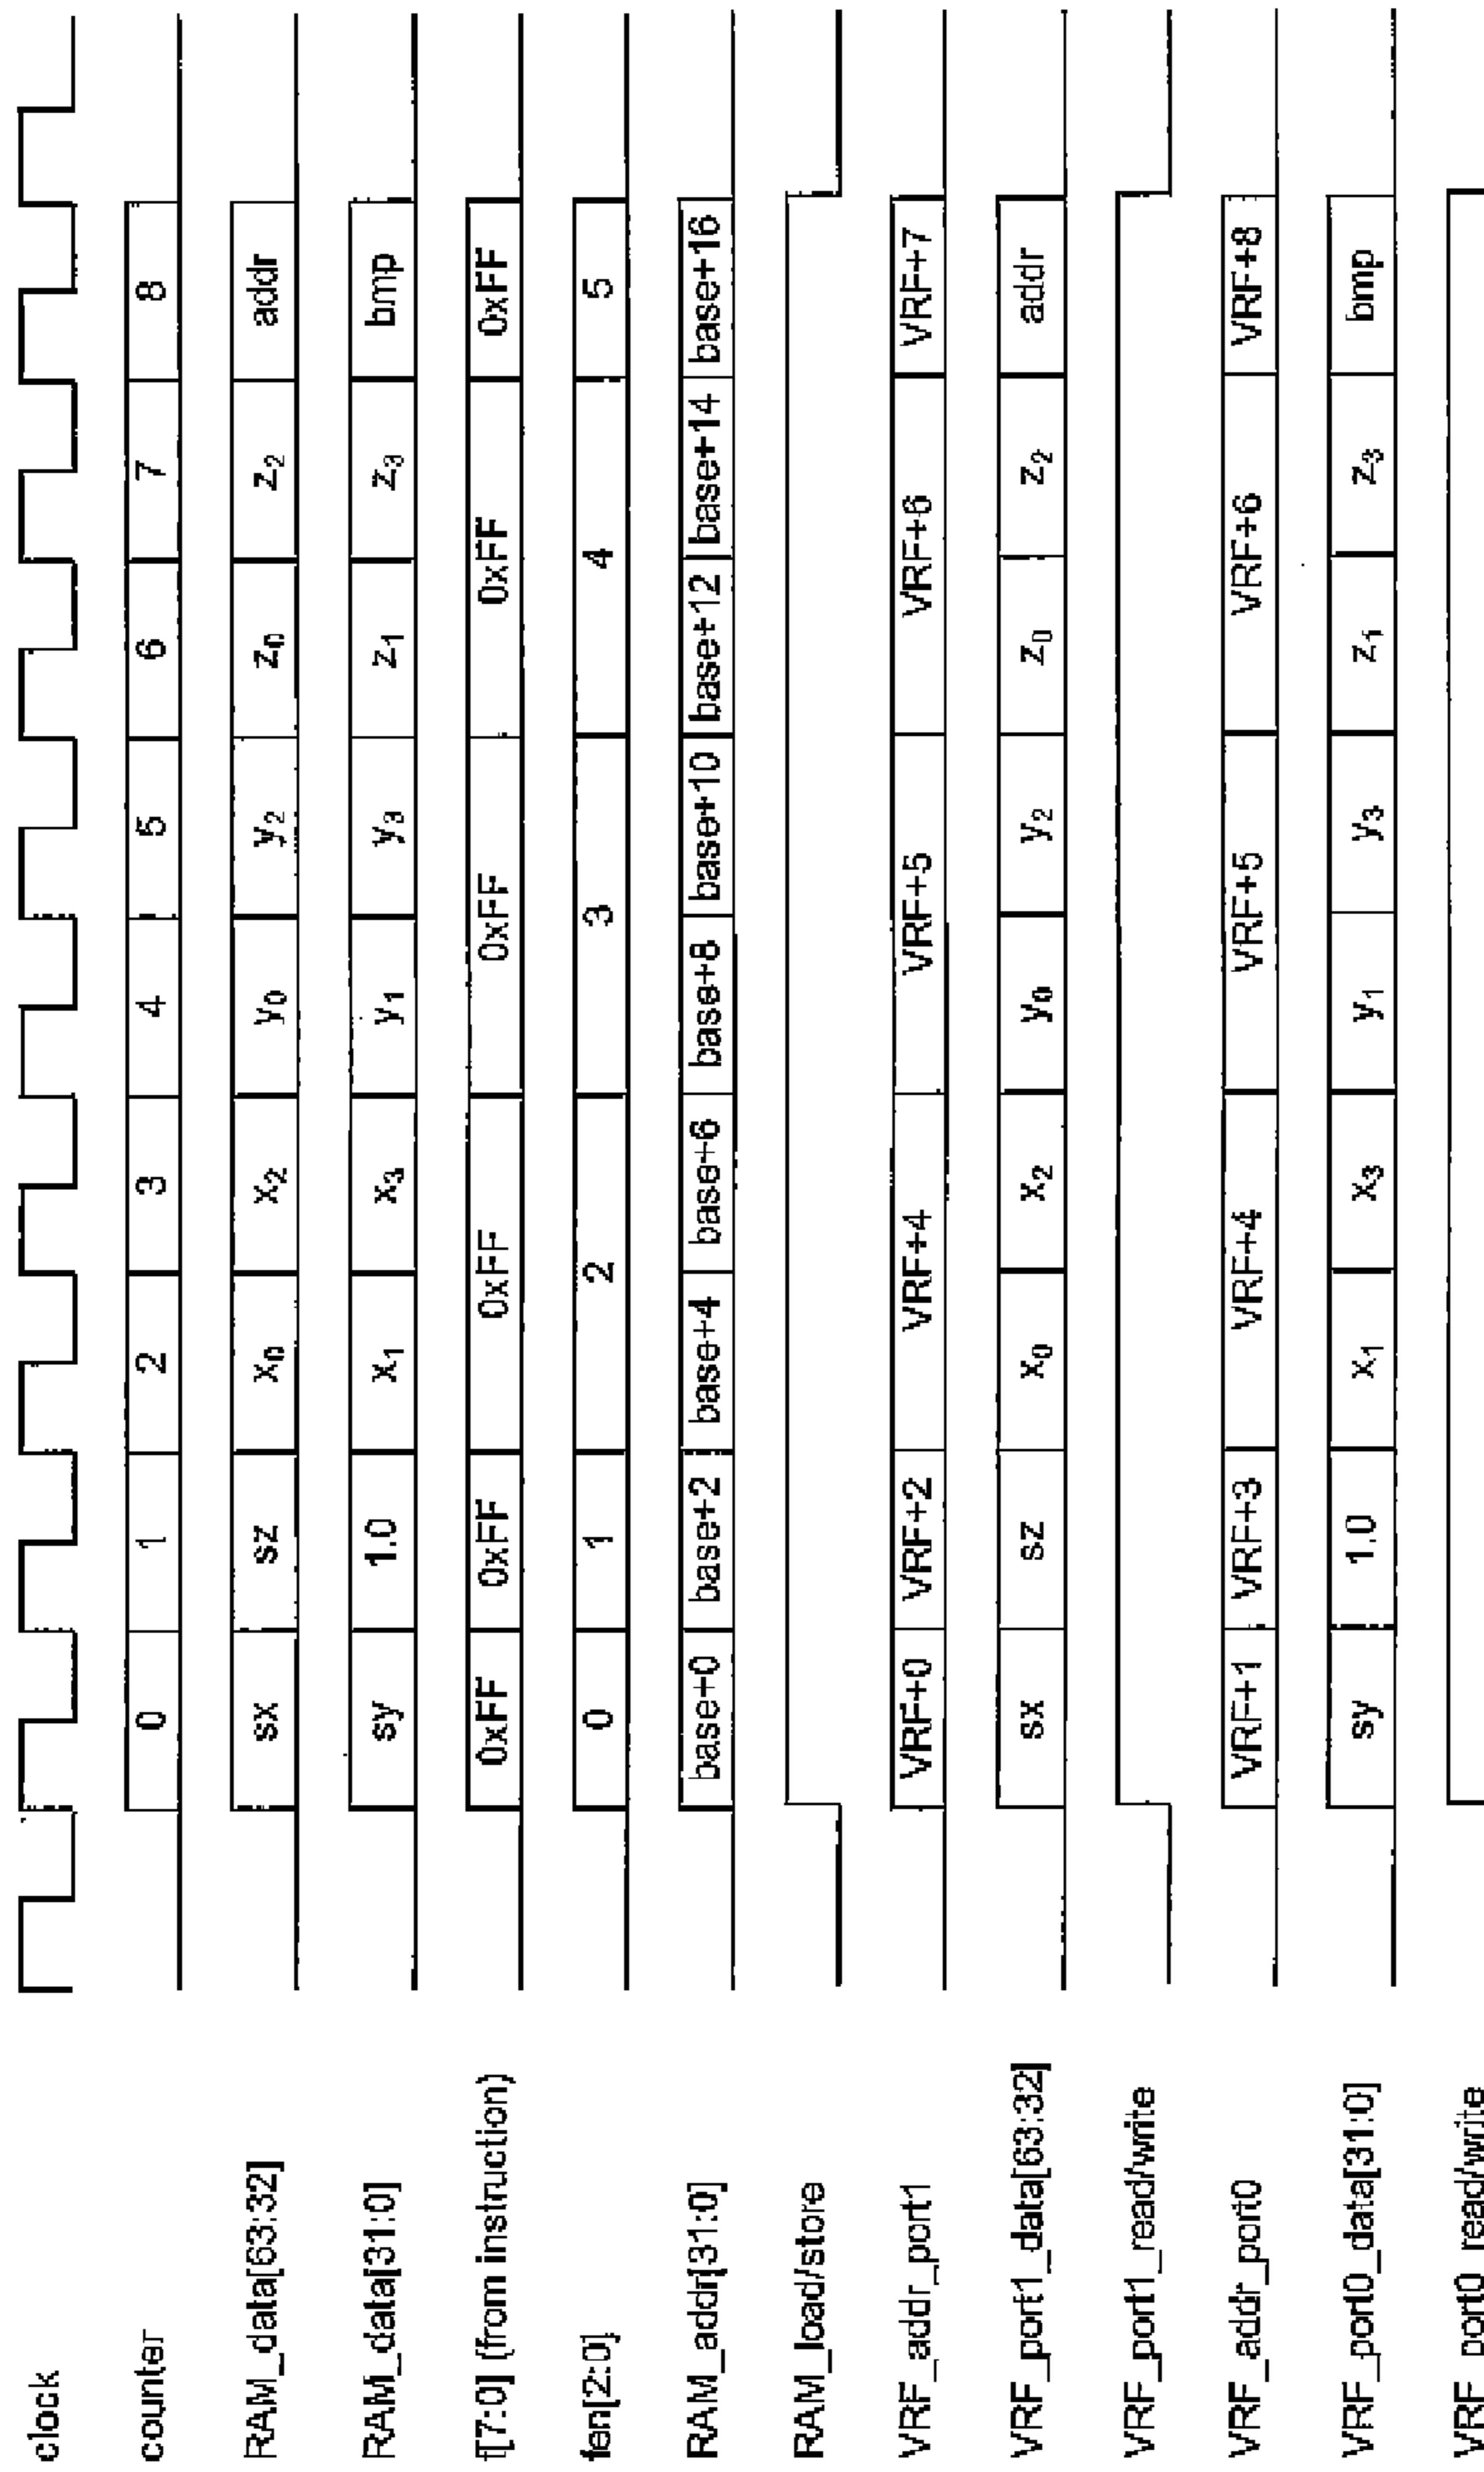 clock
counter 0 1 2 3 4 5 6 7 8
RAM_data[63:32] sx sz x0 x2 y0 y2 z0 z2 addr
RAM_data[31:0] sy 1.0 x1 x3 y1 y3 z1 z3 bmp
f[7:0] (from instruction) 0xFF 0xFF 0xFF 0xFF 0xFF 0xFF
fen[2:0] 0 1 2 3 4 5
RAM_addr[31:0] base+0 base+2 base+4 base+6 base+8 base+10 base+12 base+14 base+16
RAM_load/store
VRF_addr_port1 VRF+0 VRF+2 VRF+4 VRF+5 VRF+6 VRF+7
VRF_port1_data[63:32] sx sz x0 x2 y0 y2 z0 z2 addr
VRF_port1_read/write
VRF_addr_port0 VRF+1 VRF+3 VRF+4 VRF+5 VRF+6 VRF+8
VRF_port0_data[31:0] sy 1.0 x1 x3 y1 y3 z1 z3 bmp
VRF_port0_read/write